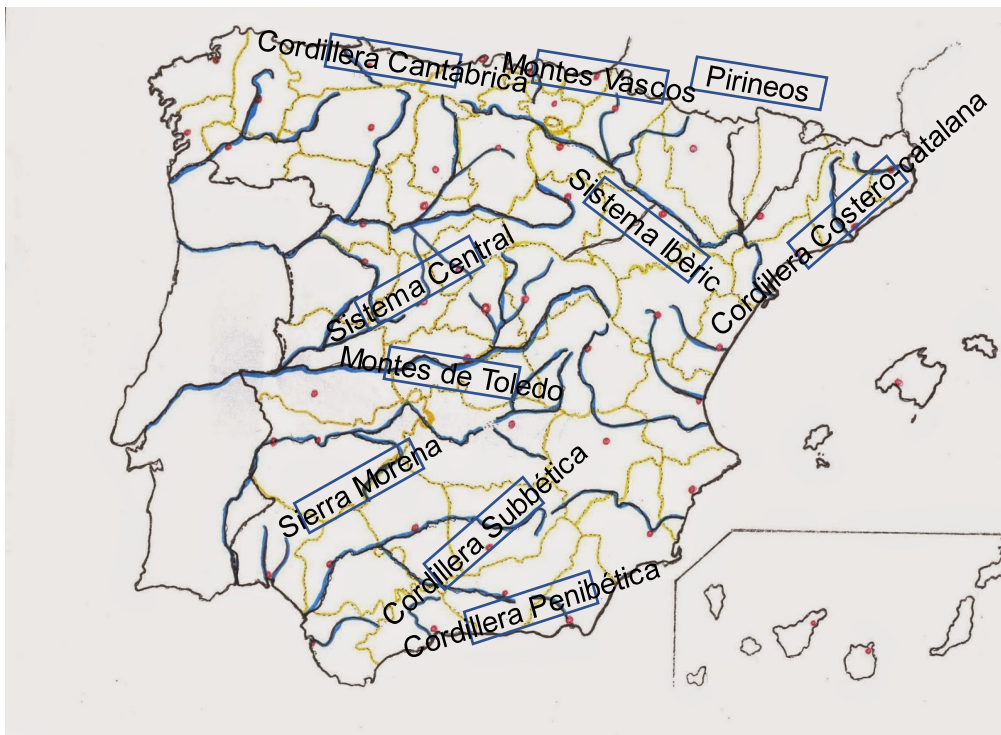 Cordillera Cantábrica
Montes Vascos
Pirineos
Cordillera Costero-catalana
Sistema Ibèric
Sistema Central
Montes de Toledo
Sierra Morena
Cordillera Subbética
Cordillera Penibética